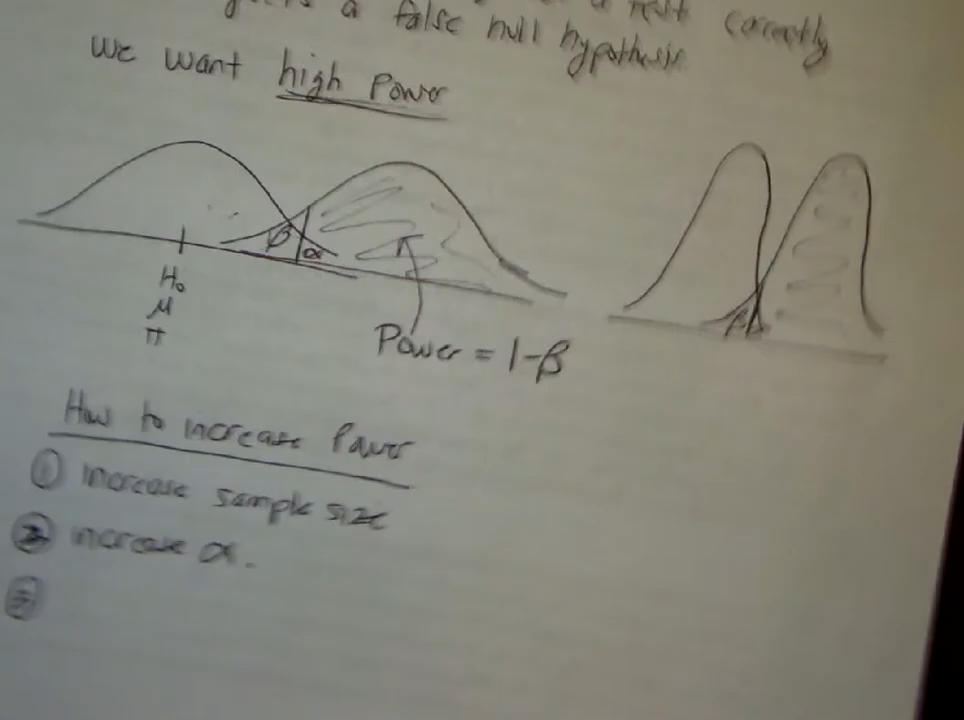 a false null hypothesis correctly
we want high Power
β
α
H₀
μ
π
Power = 1-β
How to increase Power
① increase sample size
② increase α.
③